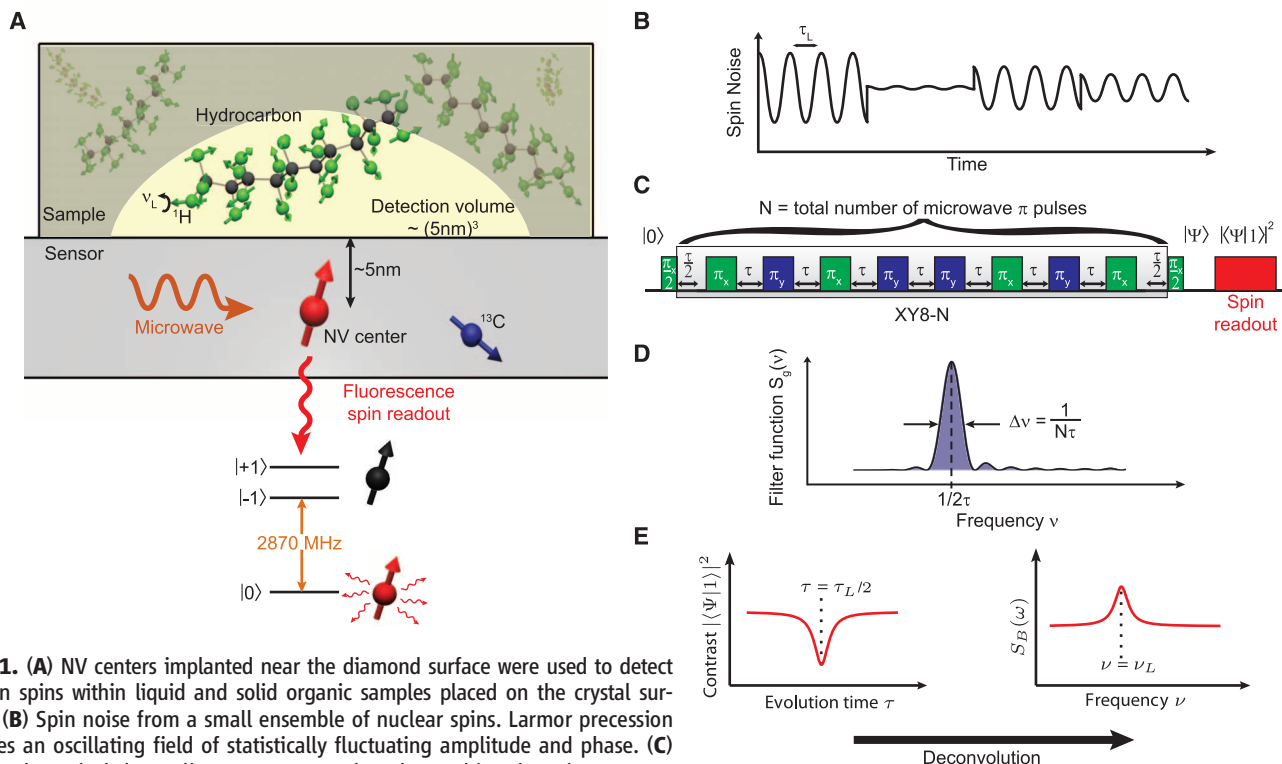 A
Hydrocarbon
νL
1H
Sample
Detection volume
~ (5nm)³
Sensor
~5nm
Microwave
NV center
13C
Fluorescence
spin readout
|+1⟩
|-1⟩
2870 MHz
|0⟩
B
τL
Spin Noise
Time
C
N = total number of microwave π pulses
|0⟩ |Ψ⟩ |⟨Ψ|1⟩|²
π/2 x τ/2 πx τ πy τ πx τ πy τ πy τ πx τ πy τ πx τ/2 π/2 x
XY8-N
Spin
readout
D
Filter function Sg(ν)
Δν = 1/Nτ
1/2τ
Frequency ν
E
Contrast |⟨Ψ|1⟩|²
τ = τL/2
Evolution time τ
SB(ω)
ν = νL
Frequency ν
Deconvolution
1. (A) NV centers implanted near the diamond surface were used to detect
n spins within liquid and solid organic samples placed on the crystal sur-
(B) Spin noise from a small ensemble of nuclear spins. Larmor precession
es an oscillating field of statistically fluctuating amplitude and phase. (C)